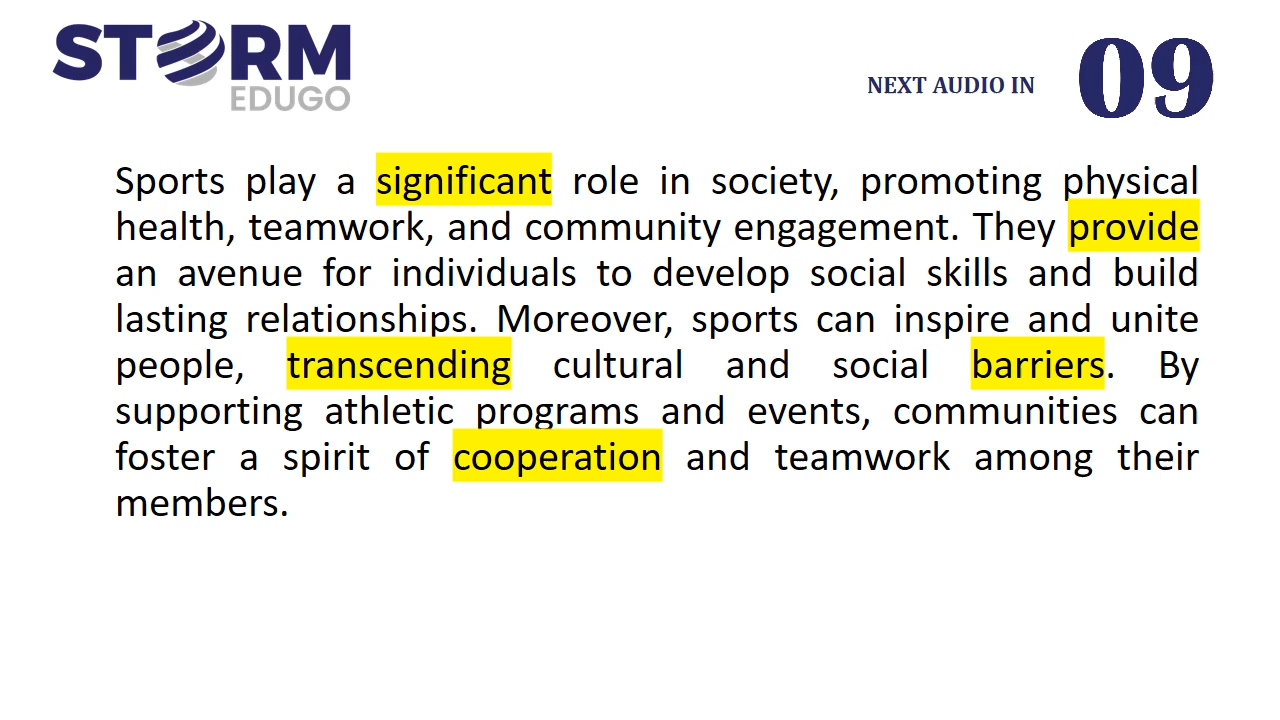 STORM
EDUGO
NEXT AUDIO IN 09
Sports play a significant role in society, promoting physical
health, teamwork, and community engagement. They provide
an avenue for individuals to develop social skills and build
lasting relationships. Moreover, sports can inspire and unite
people, transcending cultural and social barriers. By
supporting athletic programs and events, communities can
foster a spirit of cooperation and teamwork among their
members.